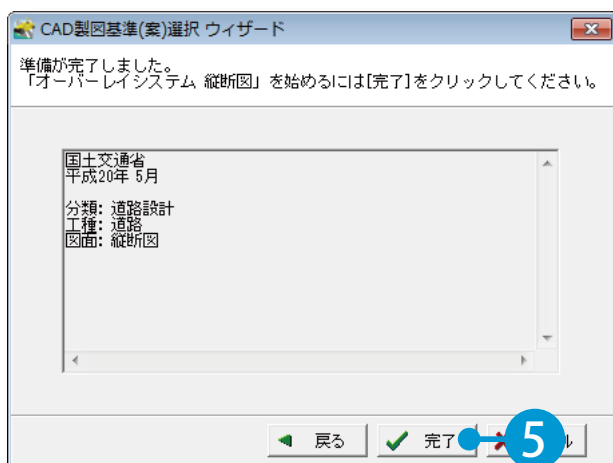 CAD製図基準(案)選択 ウィザード
準備が完了しました。
「オーバーレイシステム 縦断図」を始めるには[完了]をクリックしてください。
国土交通省
平成20年 5月
分類: 道路設計
工種: 道路
図面: 縦断図
戻る
完了
5
ル